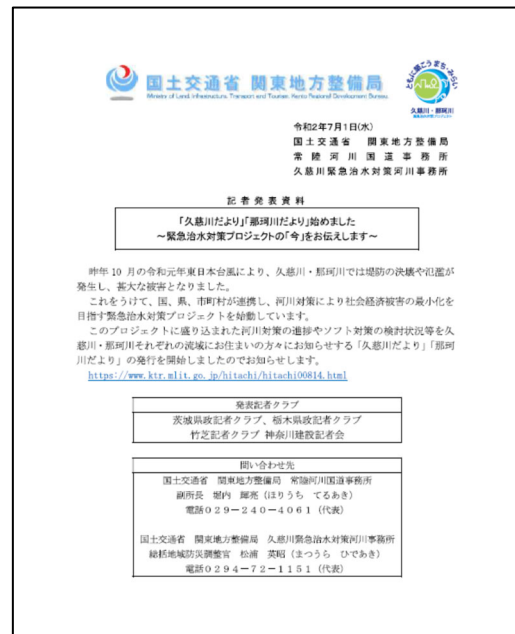 国土交通省 関東地方整備局
Ministry of Land, Infrastructure, Transport and Tourism Kanto Regional Development Bureau
ともに築こうまち・みらい
久慈川・那珂川
令和2年7月1日(水)
国土交通省 関東地方整備局
常陸河川国道事務所
久慈川緊急治水対策河川事務所
記者発表資料
「久慈川だより」「那珂川だより」始めました
~緊急治水対策プロジェクトの「今」をお伝えします~
昨年10月の令和元年東日本台風により、久慈川・那珂川では堤防の決壊や氾濫が
発生し、甚大な被害となりました。
これをうけて、国、県、市町村が連携し、河川対策により社会経済被害の最小化を
目指す緊急治水対策プロジェクトを始動しています。
このプロジェクトに盛り込まれた河川対策の進捗やソフト対策の検討状況等を久
慈川・那珂川それぞれの流域にお住まいの方々にお知らせする「久慈川だより」「那珂
川だより」の発行を開始しましたのでお知らせします。
https://www.ktr.mlit.go.jp/hitachi/hitachi00814.html
発表記者クラブ
茨城県政記者クラブ、栃木県政記者クラブ
竹芝記者クラブ 神奈川建設記者会
問い合わせ先
国土交通省 関東地方整備局 常陸河川国道事務所
副所長 堀内 輝亮(ほりうち てるあき)
電話029-240-4061(代表)
国土交通省 関東地方整備局 久慈川緊急治水対策河川事務所
総括地域防災調整官 松浦 英昭(まつうら ひであき)
電話0294-72-1151(代表)